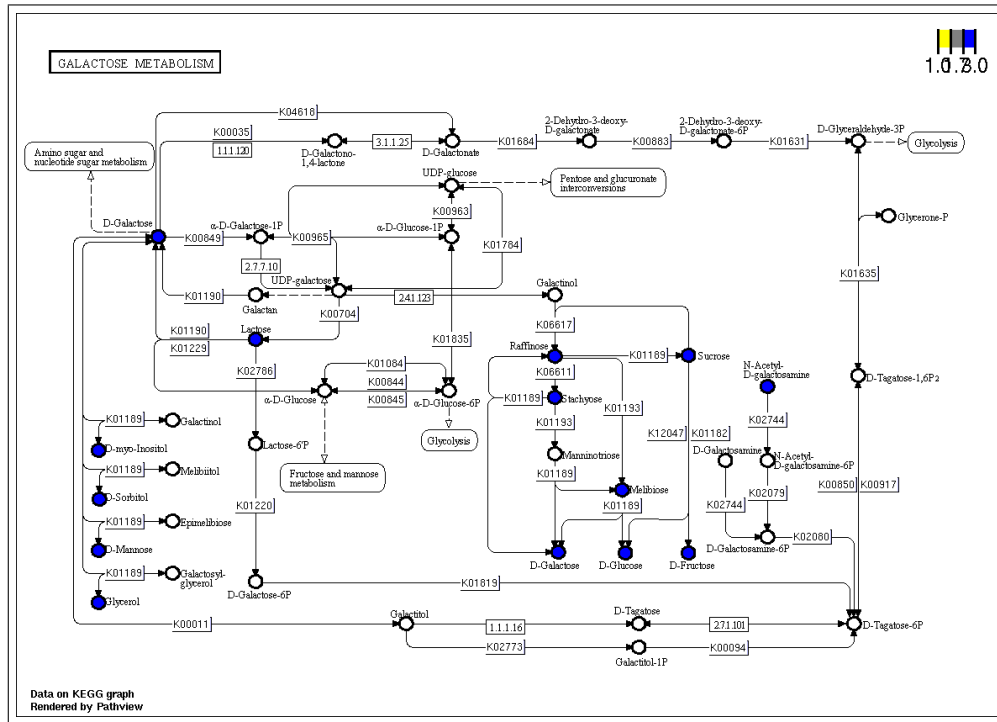 GALACTOSE METABOLISM
K04618
K00035
1.1.1.120
3.1.1.25
D-Galactono-
1,4-lactone
D-Galactonate
K01684
2-Dehydro-3-deoxy-
D-galactonate
K00883
2-Dehydro-3-deoxy-
D-galactonate-6P
K01631
D-Glyceraldehyde-3P
Glycolysis
Amino sugar and
nucleotide sugar metabolism
UDP-glucose
Pentose and glucuronate
interconversions
D-Galactose
K00849
α-D-Galactose-1P
K00965
α-D-Glucose-1P
K00963
K01784
Glycerone-P
2.7.7.10
UDP-galactose
K01190
Galactan
K00704
2.4.1.123
Galactinol
K01635
K01190
K01229
Lactose
K01835
K06617
Raffinose
K01189
Sucrose
K02786
K01084
K00844
K00845
α-D-Glucose
α-D-Glucose-6P
K06611
K01189
Stachyose
K01193
K01193
N-Acetyl-
D-galactosamine
D-Tagatose-1,6P2
K02744
K01189
Galactinol
D-myo-Inositol
Lactose-6'P
Glycolysis
Fructose and mannose
metabolism
Manninotriose
K12047
K01182
D-Galactosamine
N-Acetyl-
D-galactosamine-6P
K01189
Melibiitol
D-Sorbitol
K01189
Melibiose
K01189
K02744
K02079
K00850
K00917
K01220
K01189
Epimelibiose
D-Mannose
D-Galactose
D-Glucose
D-Fructose
D-Galactosamine-6P
K02080
K01189
Galactosyl-
glycerol
Glycerol
D-Galactose-6P
K01819
K00011
Galactitol
1.1.1.16
D-Tagatose
2.7.1.101
D-Tagatose-6P
K02773
Galactitol-1P
K00094
Data on KEGG graph
Rendered by Pathview